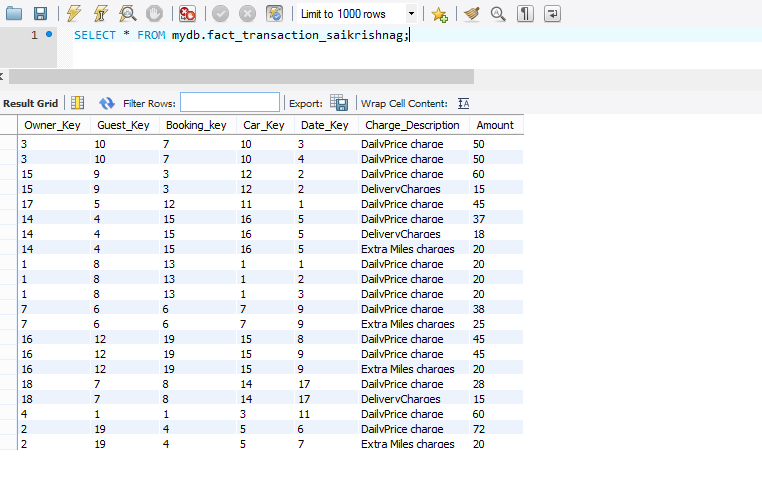 Limit to 1000 rows
1 SELECT * FROM mydb.fact_transaction_saikrishnag;
Result Grid Filter Rows: Export: Wrap Cell Content: IA
Owner_Key Guest_Key Booking_key Car_Key Date_Key Charge_Description Amount
3 10 7 10 3 DailyPrice charge 50
3 10 7 10 4 DailyPrice charge 50
15 9 3 12 2 DailyPrice charge 60
15 9 3 12 2 DeliveryCharges 15
17 5 12 11 1 DailyPrice charge 45
14 4 15 16 5 DailyPrice charge 37
14 4 15 16 5 DeliveryCharges 18
14 4 15 16 5 Extra Miles charges 20
1 8 13 1 1 DailyPrice charge 20
1 8 13 1 2 DailyPrice charge 20
1 8 13 1 3 DailyPrice charge 20
7 6 6 7 9 DailyPrice charge 38
7 6 6 7 9 Extra Miles charges 25
16 12 19 15 8 DailyPrice charge 45
16 12 19 15 9 DailyPrice charge 45
16 12 19 15 9 Extra Miles charges 20
18 7 8 14 17 DailyPrice charge 28
18 7 8 14 17 DeliveryCharges 15
4 1 1 3 11 DailyPrice charge 60
2 19 4 5 6 DailyPrice charge 72
2 19 4 5 7 Extra Miles charges 20